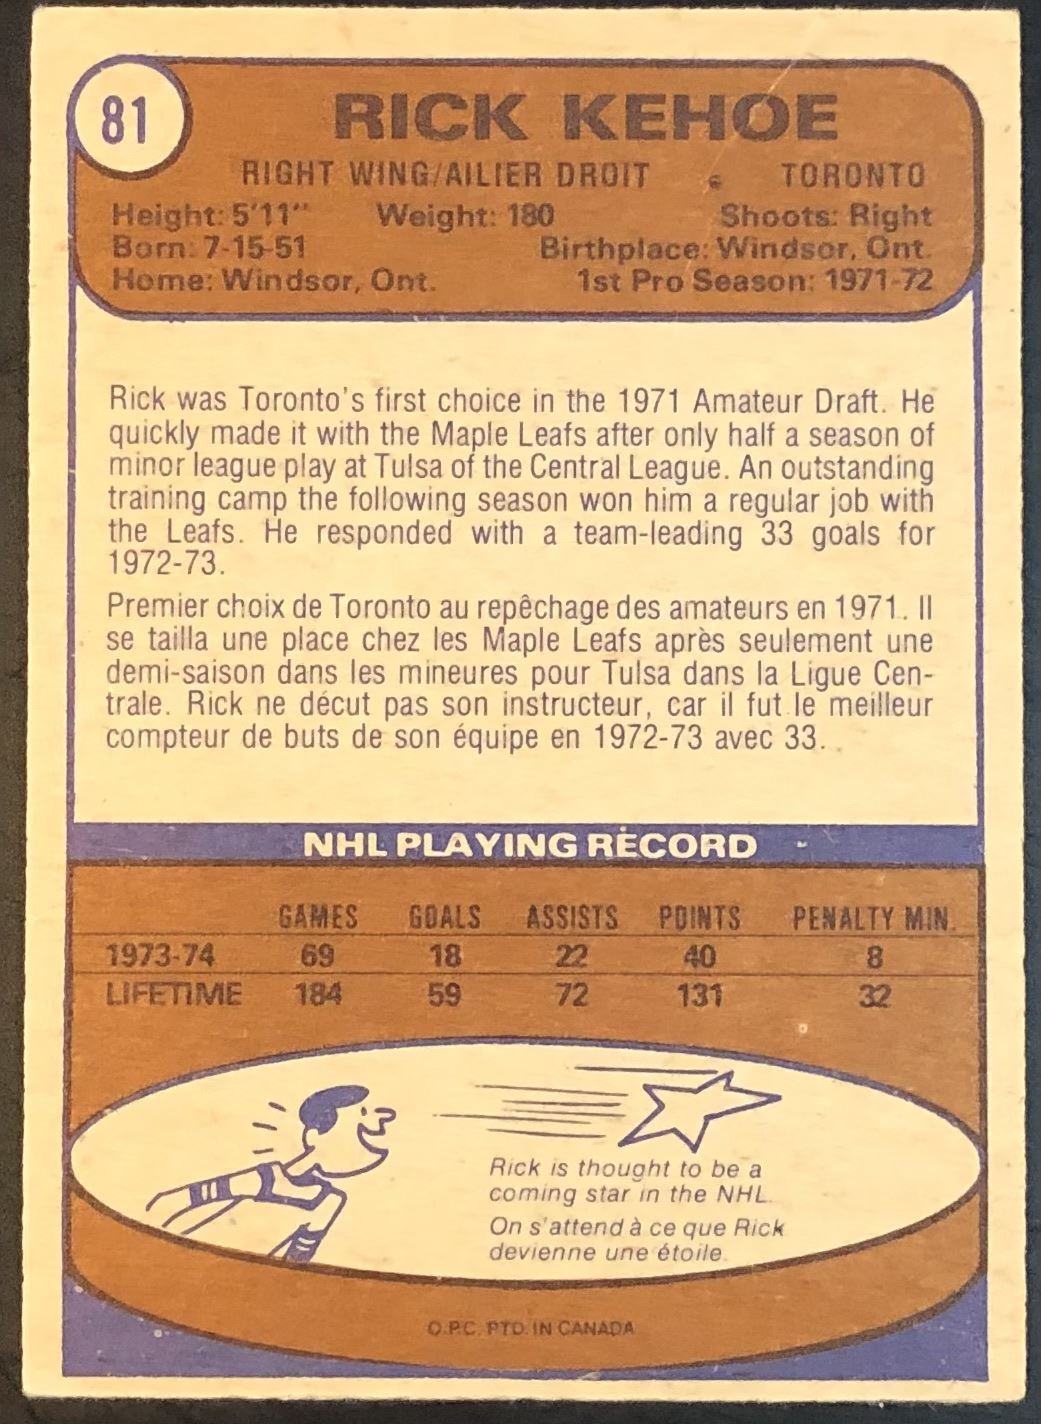 81
RICK KEHOE
RIGHT WING/AILIER DROIT • TORONTO
Height: 5'11" Weight: 180 Shoots: Right
Born: 7-15-51 Birthplace: Windsor, Ont.
Home: Windsor, Ont. 1st Pro Season: 1971-72
Rick was Toronto's first choice in the 1971 Amateur Draft. He
quickly made it with the Maple Leafs after only half a season of
minor league play at Tulsa of the Central League. An outstanding
training camp the following season won him a regular job with
the Leafs. He responded with a team-leading 33 goals for
1972-73.
Premier choix de Toronto au repêchage des amateurs en 1971. Il
se tailla une place chez les Maple Leafs après seulement une
demi-saison dans les mineures pour Tulsa dans la Ligue Cen-
trale. Rick ne décut pas son instructeur, car il fut le meilleur
compteur de buts de son équipe en 1972-73 avec 33.
NHL PLAYING RECORD
GAMES GOALS ASSISTS POINTS PENALTY MIN.
1973-74 69 18 22 40 8
LIFETIME 184 59 72 131 32
Rick is thought to be a
coming star in the NHL.
On s'attend à ce que Rick
devienne une étoile.
O.P.C. PTD. IN CANADA